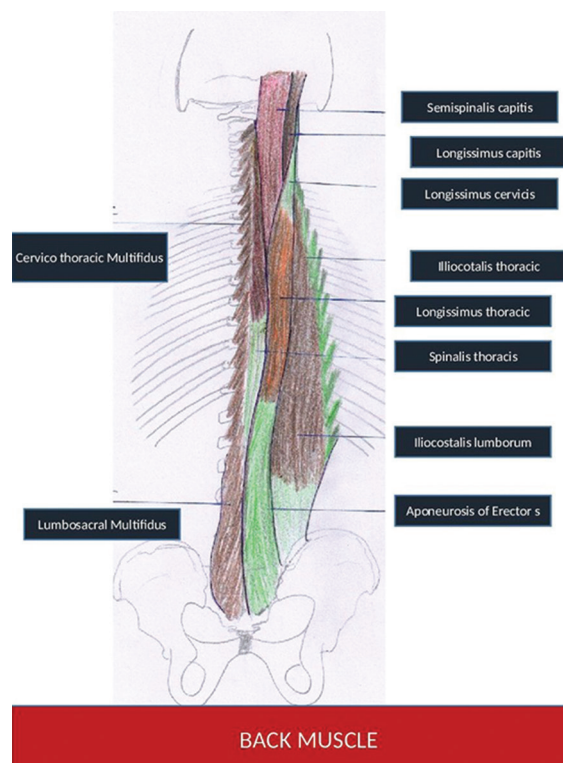 Semispinalis capitis
Longissimus capitis
Longissimus cervicis
Cervico thoracic Multifidus
Illiocotalis thoracic
Longissimus thoracic
Spinalis thoracis
Iliocostalis lumborum
Aponeurosis of Erector s
Lumbosacral Multifidus
BACK MUSCLE